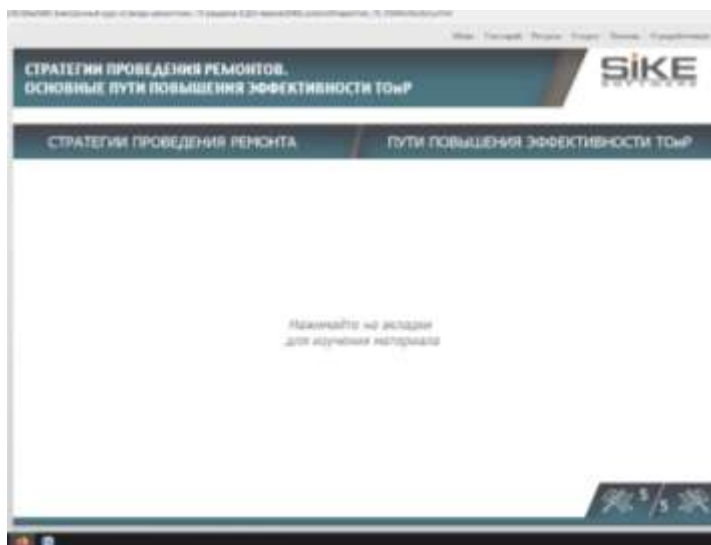 СТРАТЕГИИ ПРОВЕДЕНИЯ РЕМОНТОВ.
ОСНОВНЫЕ ПУТИ ПОВЫШЕНИЯ ЭФФЕКТИВНОСТИ ТОиР
SiKE
SOFTWARE
СТРАТЕГИИ ПРОВЕДЕНИЯ РЕМОНТА
ПУТИ ПОВЫШЕНИЯ ЭФФЕКТИВНОСТИ ТОиР
Нажимайте на вкладки
для изучения материала
5/5